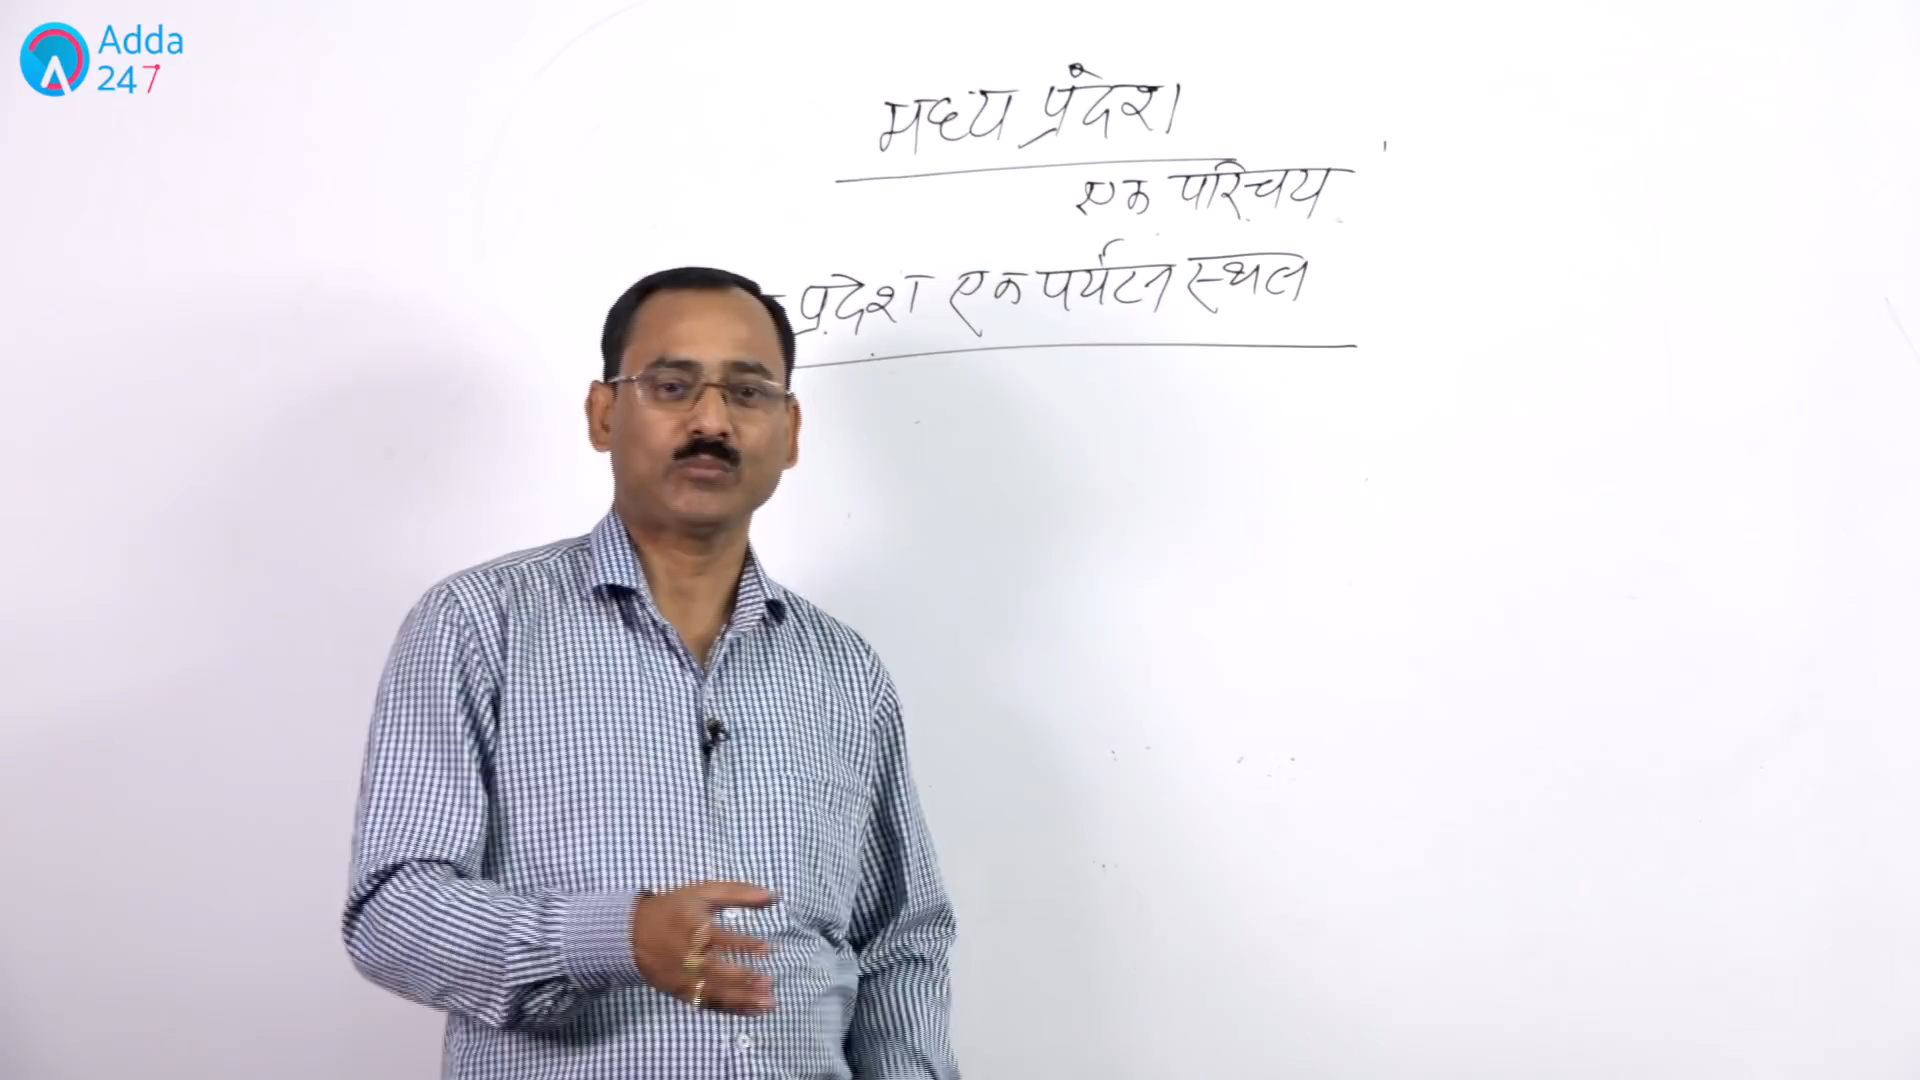 Adda
247
मध्य प्रदेश
एक परिचय
प्रदेश एक पर्यटन स्थल